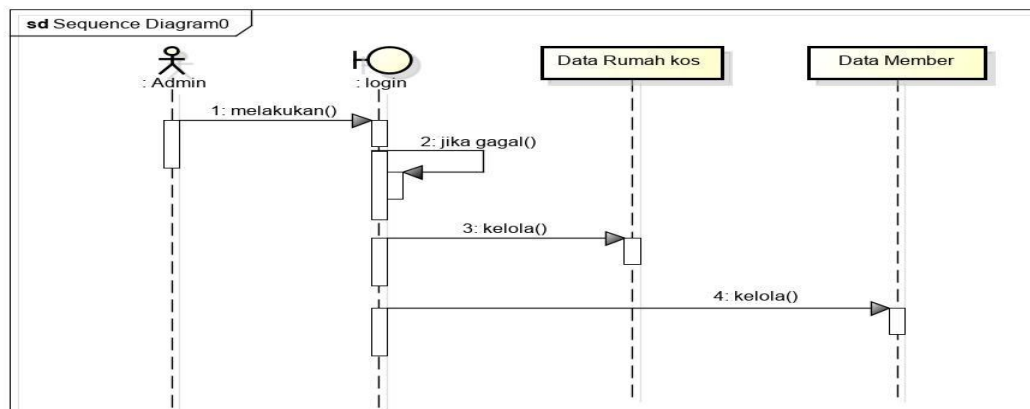 sd Sequence Diagram0
: Admin
: login
Data Rumah kos
Data Member
1: melakukan()
2: jika gagal()
3: kelola()
4: kelola()